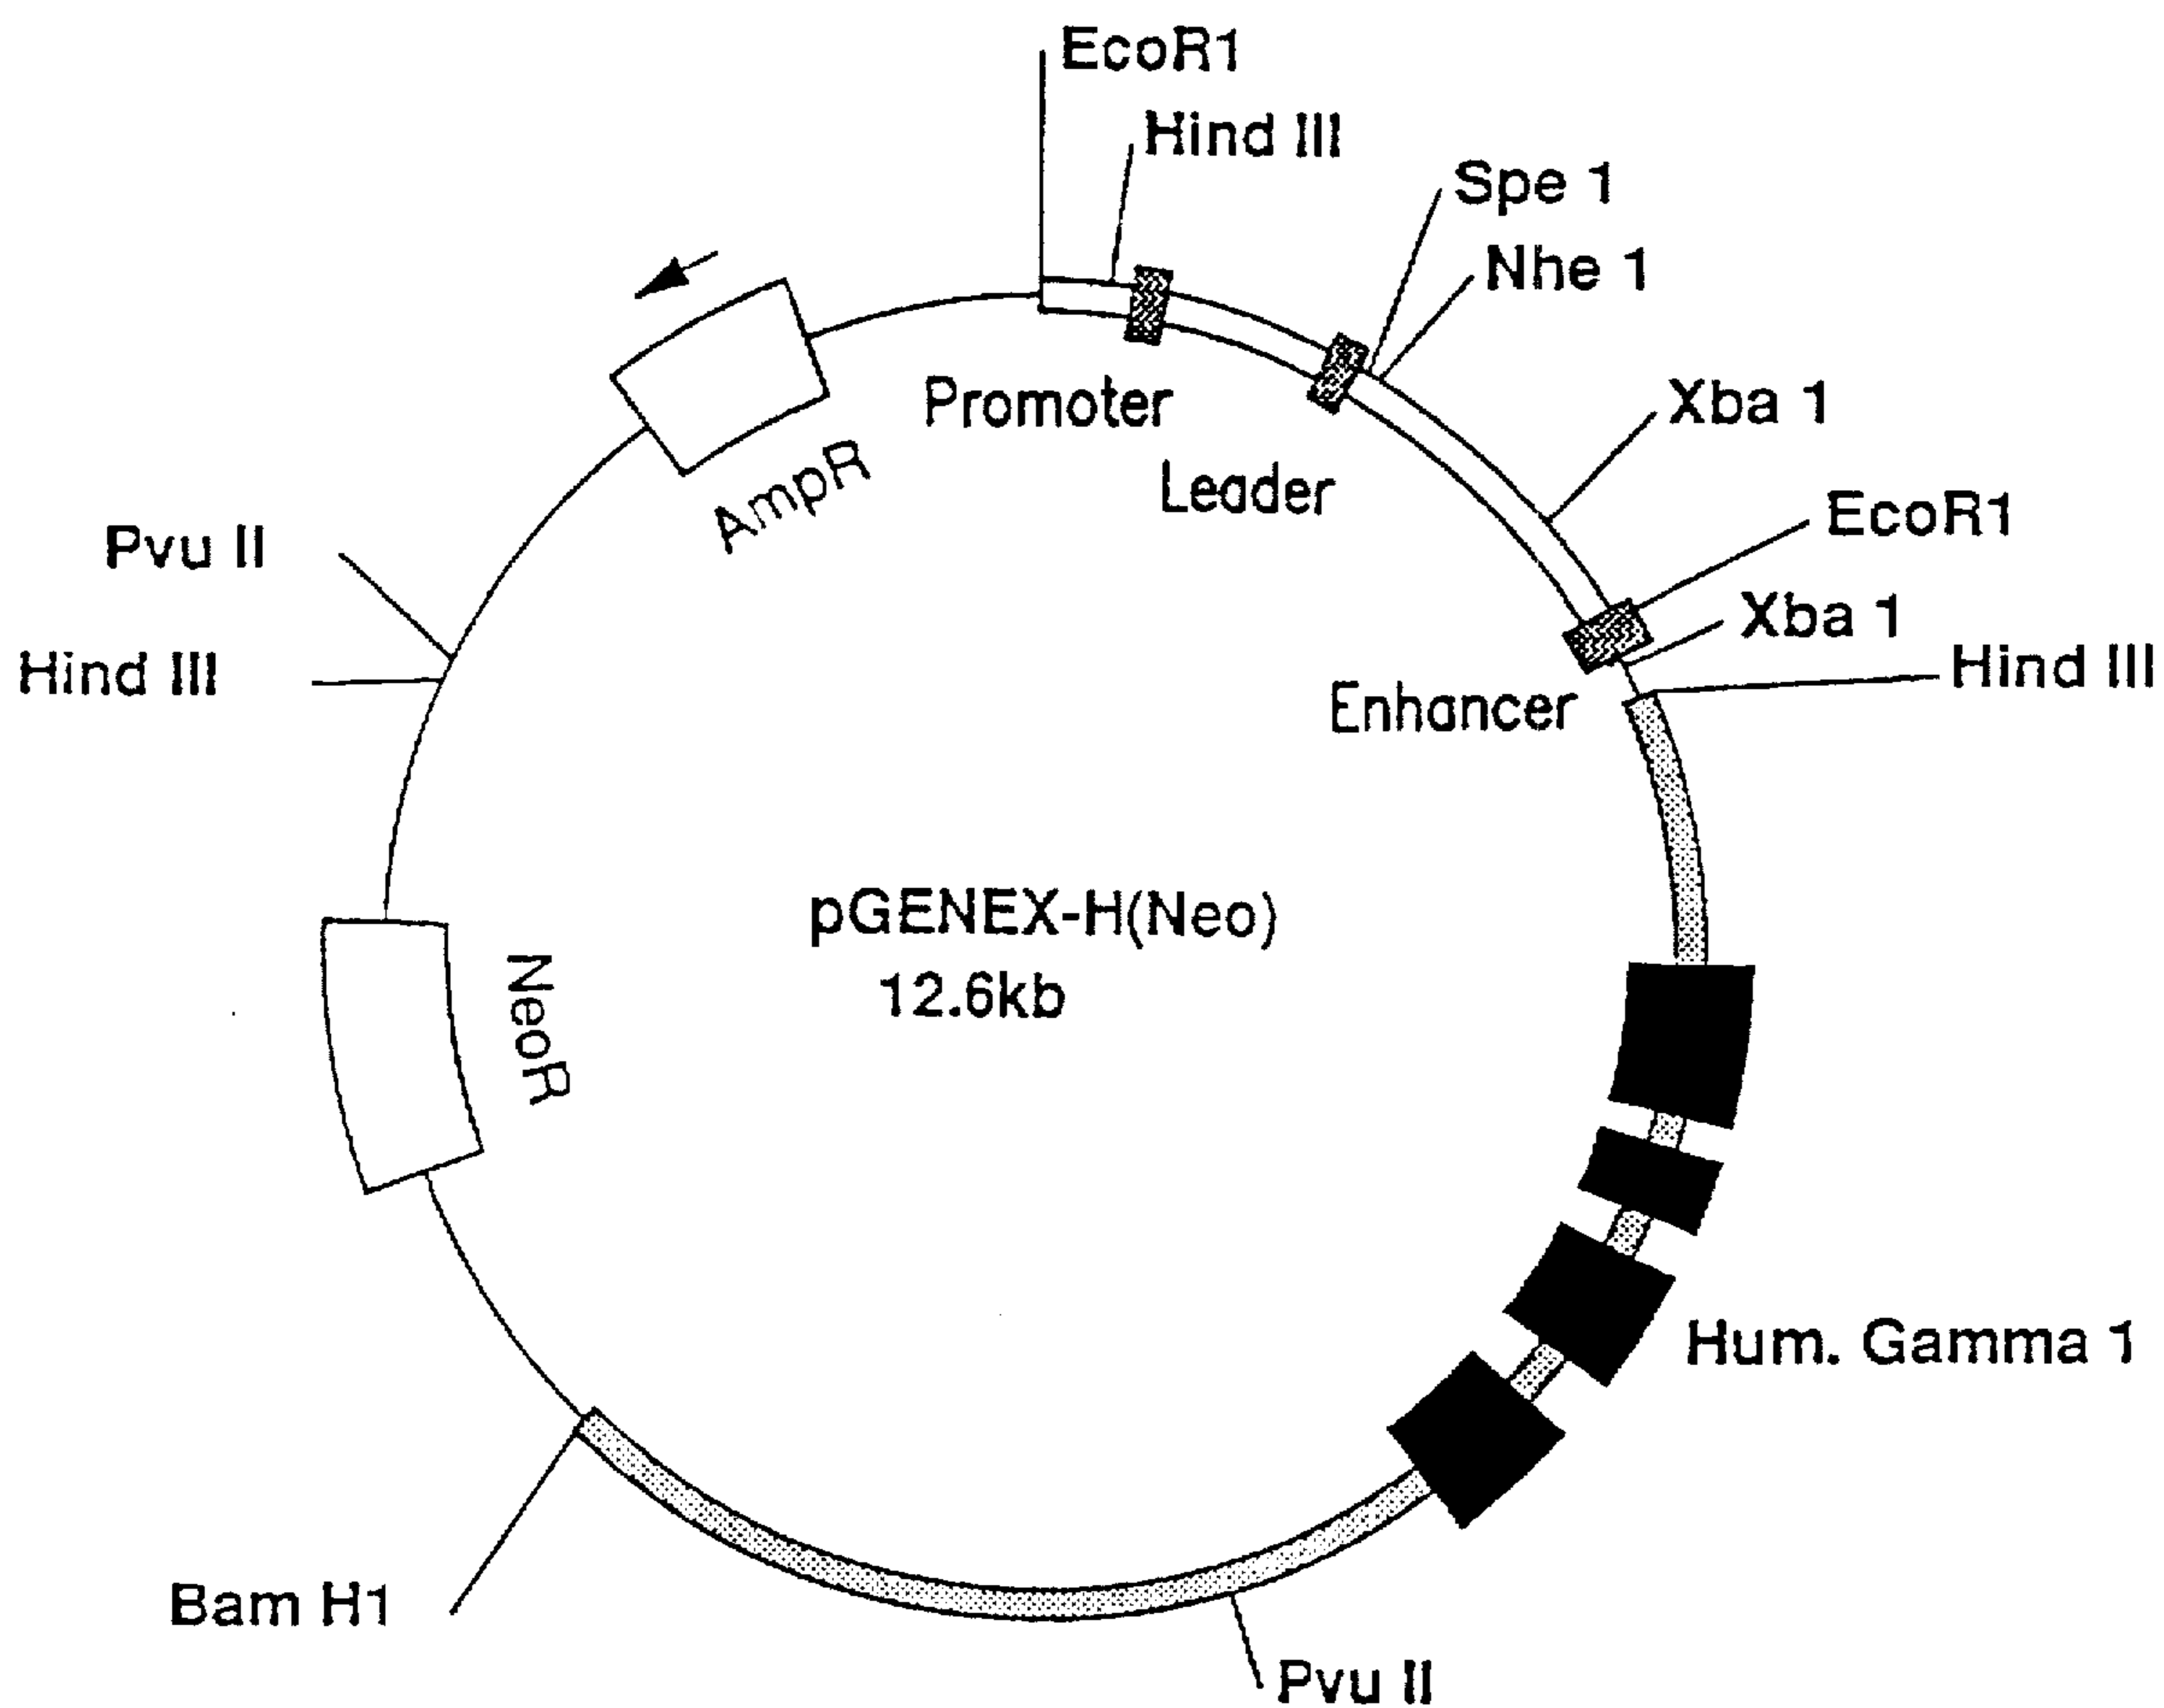 EcoR1
Hind III
Spe 1
Nhe 1
Xba 1
EcoR1
Xba 1
Hind III
Promoter
Leader
Enhancer
AmpR
Pvu II
Hind III
NeoR
pGENEX-H(Neo)
12.6kb
Hum. Gamma 1
Bam H1
Pvu II